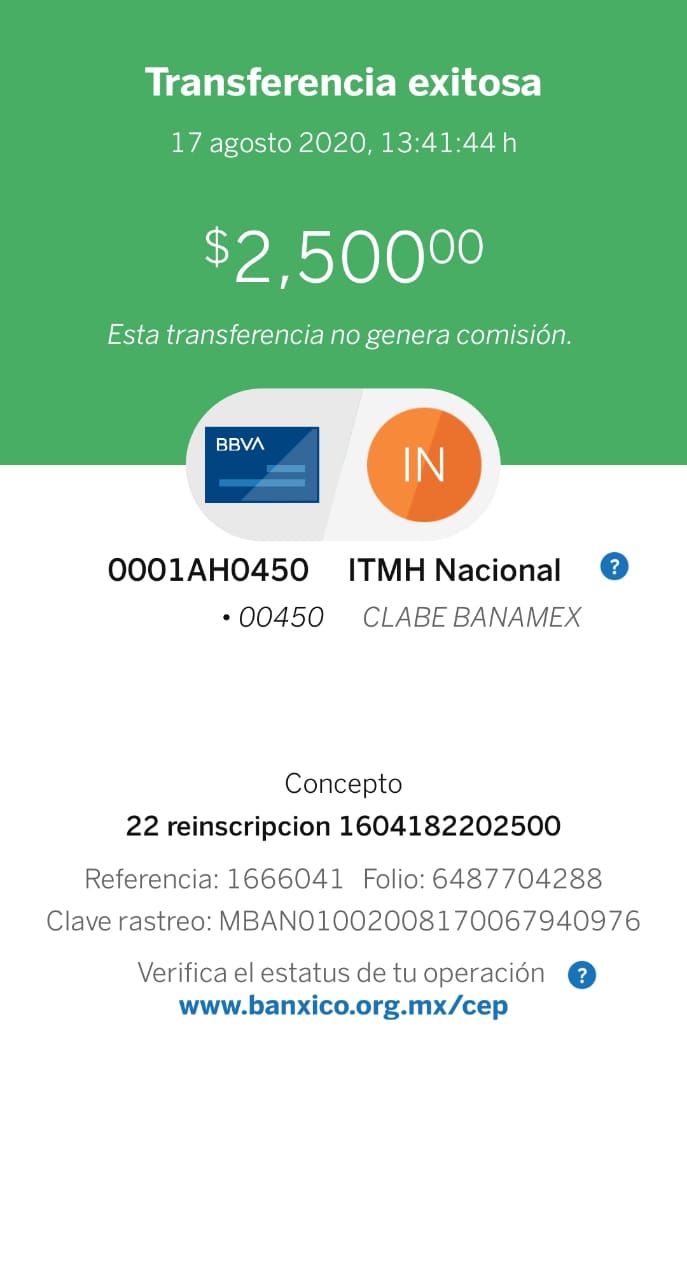 Transferencia exitosa
17 agosto 2020, 13:41:44 h
$2,500⁰⁰
Esta transferencia no genera comisión.
BBVA
IN
0001AH0450 ITMH Nacional ?
• 00450 CLABE BANAMEX
Concepto
22 reinscripcion 1604182202500
Referencia: 1666041 Folio: 6487704288
Clave rastreo: MBAN01002008170067940976
Verifica el estatus de tu operación ?
www.banxico.org.mx/cep